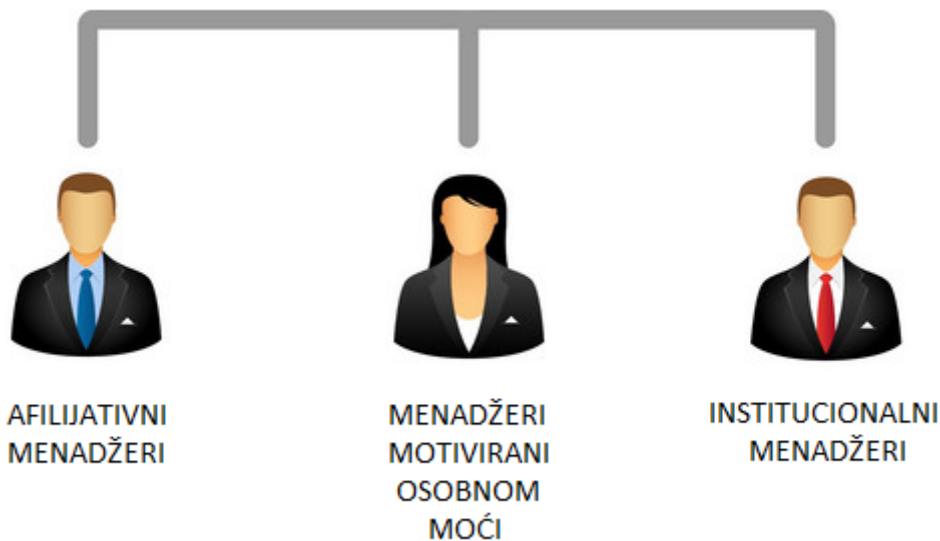 AFILIJATIVNI
MENADŽERI
MENADŽERI
MOTIVIRANI
OSOBNOM
MOĆI
INSTITUCIONALNI
MENADŽERI